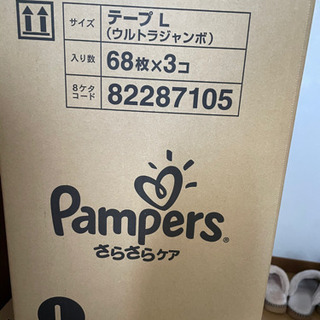 サイズ テープL
(ウルトラジャンボ)
入り数 68枚×3コ
8ケタ
コード 82287105
Pampers®
さらさらケア
L